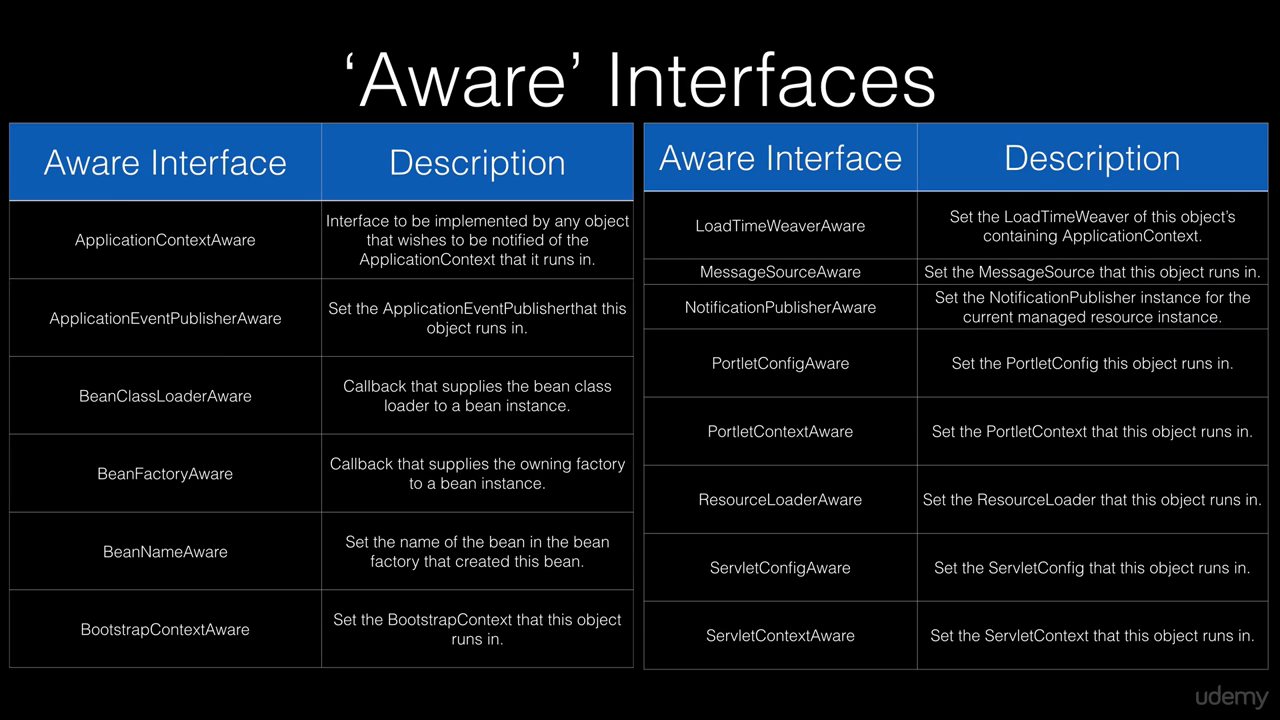 ‘Aware’ Interfaces
Aware Interface
Description
ApplicationContextAware
Interface to be implemented by any object
that wishes to be notified of the
ApplicationContext that it runs in.
ApplicationEventPublisherAware
Set the ApplicationEventPublisherthat this
object runs in.
BeanClassLoaderAware
Callback that supplies the bean class
loader to a bean instance.
BeanFactoryAware
Callback that supplies the owning factory
to a bean instance.
BeanNameAware
Set the name of the bean in the bean
factory that created this bean.
BootstrapContextAware
Set the BootstrapContext that this object
runs in.
Aware Interface
Description
LoadTimeWeaverAware
Set the LoadTimeWeaver of this object’s
containing ApplicationContext.
MessageSourceAware
Set the MessageSource that this object runs in.
NotificationPublisherAware
Set the NotificationPublisher instance for the
current managed resource instance.
PortletConfigAware
Set the PortletConfig this object runs in.
PortletContextAware
Set the PortletContext that this object runs in.
ResourceLoaderAware
Set the ResourceLoader that this object runs in.
ServletConfigAware
Set the ServletConfig that this object runs in.
ServletContextAware
Set the ServletContext that this object runs in.
udemy